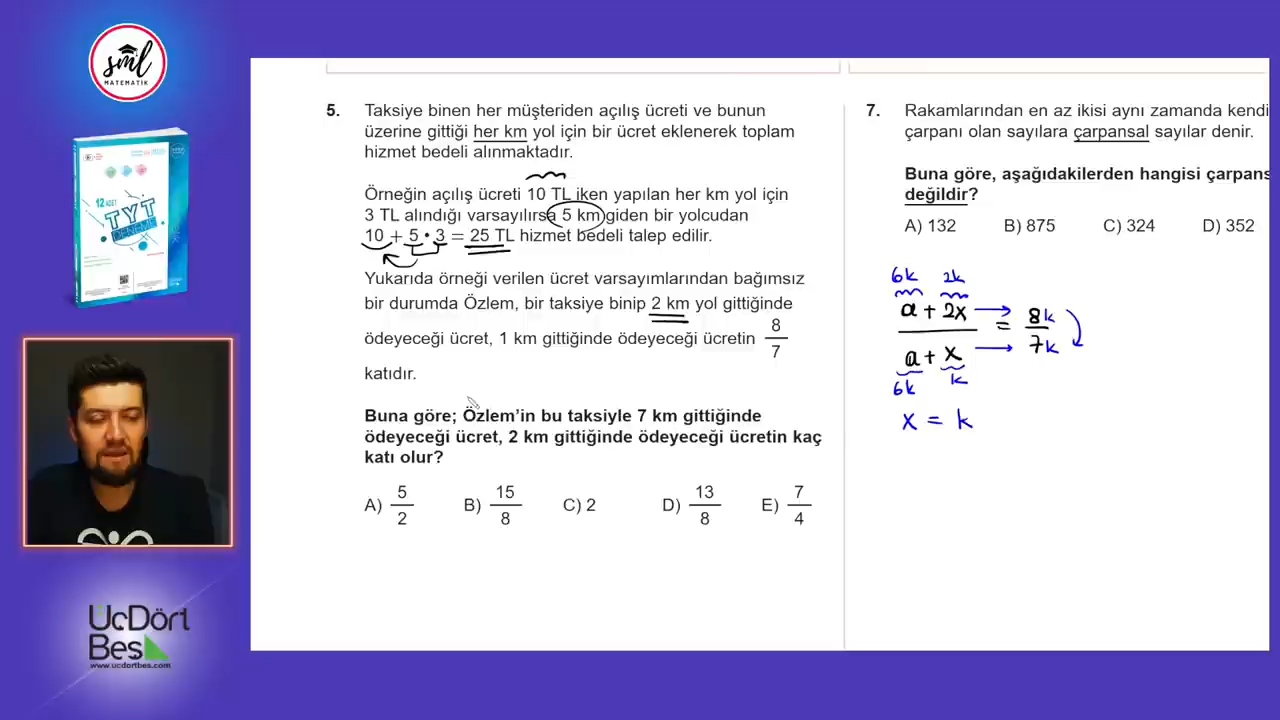 sml
MATEMATİK
12 ADET
TYT
DENEME
ÜcDört
Bes
www.ucdortbes.com
5. Taksiye binen her müşteriden açılış ücreti ve bunun
üzerine gittiği her km yol için bir ücret eklenerek toplam
hizmet bedeli alınmaktadır.
Örneğin açılış ücreti 10 TL iken yapılan her km yol için
3 TL alındığı varsayılırsa 5 km giden bir yolcudan
10 + 5 • 3 = 25 TL hizmet bedeli talep edilir.
Yukarıda örneği verilen ücret varsayımlarından bağımsız
bir durumda Özlem, bir taksiye binip 2 km yol gittiğinde
ödeyeceği ücret, 1 km gittiğinde ödeyeceği ücretin 8/7
katıdır.
Buna göre; Özlem'in bu taksiyle 7 km gittiğinde
ödeyeceği ücret, 2 km gittiğinde ödeyeceği ücretin kaç
katı olur?
A) 5/2 B) 15/8 C) 2 D) 13/8 E) 7/4
7. Rakamlarından en az ikisi aynı zamanda kendi
çarpanı olan sayılara çarpansal sayılar denir.
Buna göre, aşağıdakilerden hangisi çarpans
değildir?
A) 132 B) 875 C) 324 D) 352
6k 2k
a + 2x → = 8k
a + x → 7k
6k k
x = k